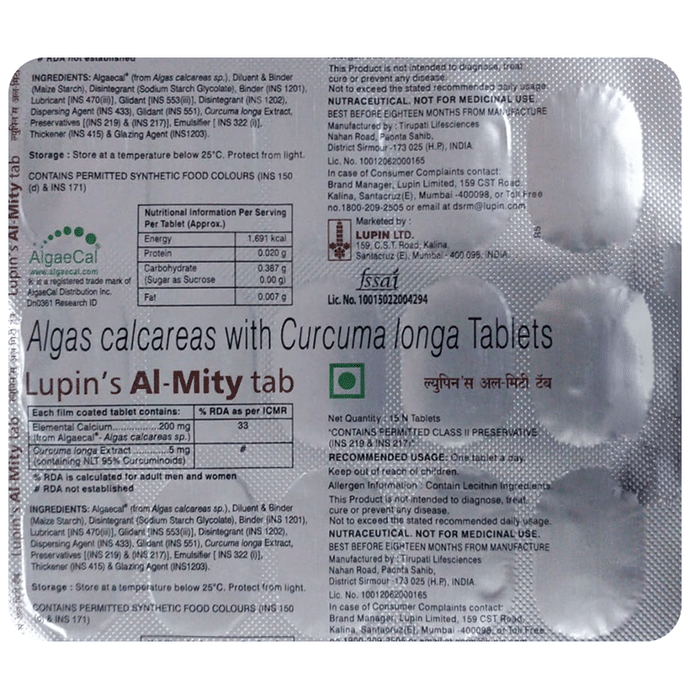 # RDA not established
INGREDIENTS: Algaecal® (from Algas calcareas sp.), Diluent & Binder
(Maize Starch), Disintegrant (Sodium Starch Glycolate), Binder (INS 1201),
Lubricant [INS 470(iii)], Glidant [INS 553(iii)], Disintegrant (INS 1202),
Dispersing Agent (INS 433), Glidant (INS 551), Curcuma longa Extract,
Preservatives [(INS 219 & (INS 217)], Emulsifier [ INS 322 (i)],
Thickener (INS 415) & Glazing Agent (INS1203).
Storage : Store at a temperature below 25°C. Protect from light.
CONTAINS PERMITTED SYNTHETIC FOOD COLOURS (INS 150
(d) & INS 171)
Nutritional Information Per Serving
Per Tablet (Approx.)
Energy 1.691 kcal
Protein 0.020 g
Carbohydrate 0.387 g
(Sugar as Sucrose 0.00 g)
Fat 0.007 g
AlgaeCal®
www.algaecal.com
is a registered trade mark of
AlgaeCal Distribution Inc.
Dn0361 Research ID
This Product is not intended to diagnose, treat
cure or prevent any disease.
Not to exceed the stated recommended daily usage.
NUTRACEUTICAL. NOT FOR MEDICINAL USE.
BEST BEFORE EIGHTEEN MONTHS FROM MANUFACTURE
Manufactured by : Tirupati Lifesciences
Nahan Road, Paonta Sahib,
District Sirmour -173 025 (H.P), INDIA.
Lic. No. 10012062000165
In case of Consumer Complaints contact:
Brand Manager, Lupin Limited, 159 CST Road,
Kalina, Santacruz(E), Mumbai -400098, or Toll Free
no.1800-209-2505 or email at dsrm@lupin.com
Marketed by :
LUPIN LTD.
159, C.S.T. Road, Kalina,
Santacruz (E), Mumbai - 400 098. INDIA.
R5
fssai
Lic. No. 10015022004294
Algas calcareas with Curcuma longa Tablets
Lupin's Al-Mity tab
ल्युपिन'स अल-मिटी टॅब
Each film coated tablet contains: % RDA as per ICMR
Elemental Calcium................200 mg 33
(from Algaecal®- Algas calcareas sp.)
Curcuma longa Extract............5 mg #
(containing NLT 95% Curcuminoids)
% RDA is calculated for adult men and women
# RDA not established
INGREDIENTS: Algaecal® (from Algas calcareas sp.), Diluent & Binder
(Maize Starch), Disintegrant (Sodium Starch Glycolate), Binder (INS 1201),
Lubricant [INS 470(iii)], Glidant [INS 553(iii)], Disintegrant (INS 1202),
Dispersing Agent (INS 433), Glidant (INS 551), Curcuma longa Extract,
Preservatives [(INS 219 & (INS 217)], Emulsifier [ INS 322 (i)],
Thickener (INS 415) & Glazing Agent (INS1203).
Storage : Store at a temperature below 25°C. Protect from light.
CONTAINS PERMITTED SYNTHETIC FOOD COLOURS (INS 150
(d) & INS 171)
Net Quantity : 15 N Tablets
"CONTAINS PERMITTED CLASS II PRESERVATIVE
(INS 219 & INS 217)"
RECOMMENDED USAGE: One tablet a day.
Keep out of reach of children.
Allergen Information : Contain Lecithin Ingredients
This Product is not intended to diagnose, treat,
cure or prevent any disease.
Not to exceed the stated recommended daily usage.
NUTRACEUTICAL. NOT FOR MEDICINAL USE.
BEST BEFORE EIGHTEEN MONTHS FROM MANUFACTURE
Manufactured by : Tirupati Lifesciences
Nahan Road, Paonta Sahib,
District Sirmour -173 025 (H.P), INDIA.
Lic. No. 10012062000165
In case of Consumer Complaints contact:
Brand Manager, Lupin Limited, 159 CST Road,
Kalina, Santacruz(E), Mumbai -400098, or Toll Free
Lupin's Al-Mity tab
Lupin's Al-Mity tab